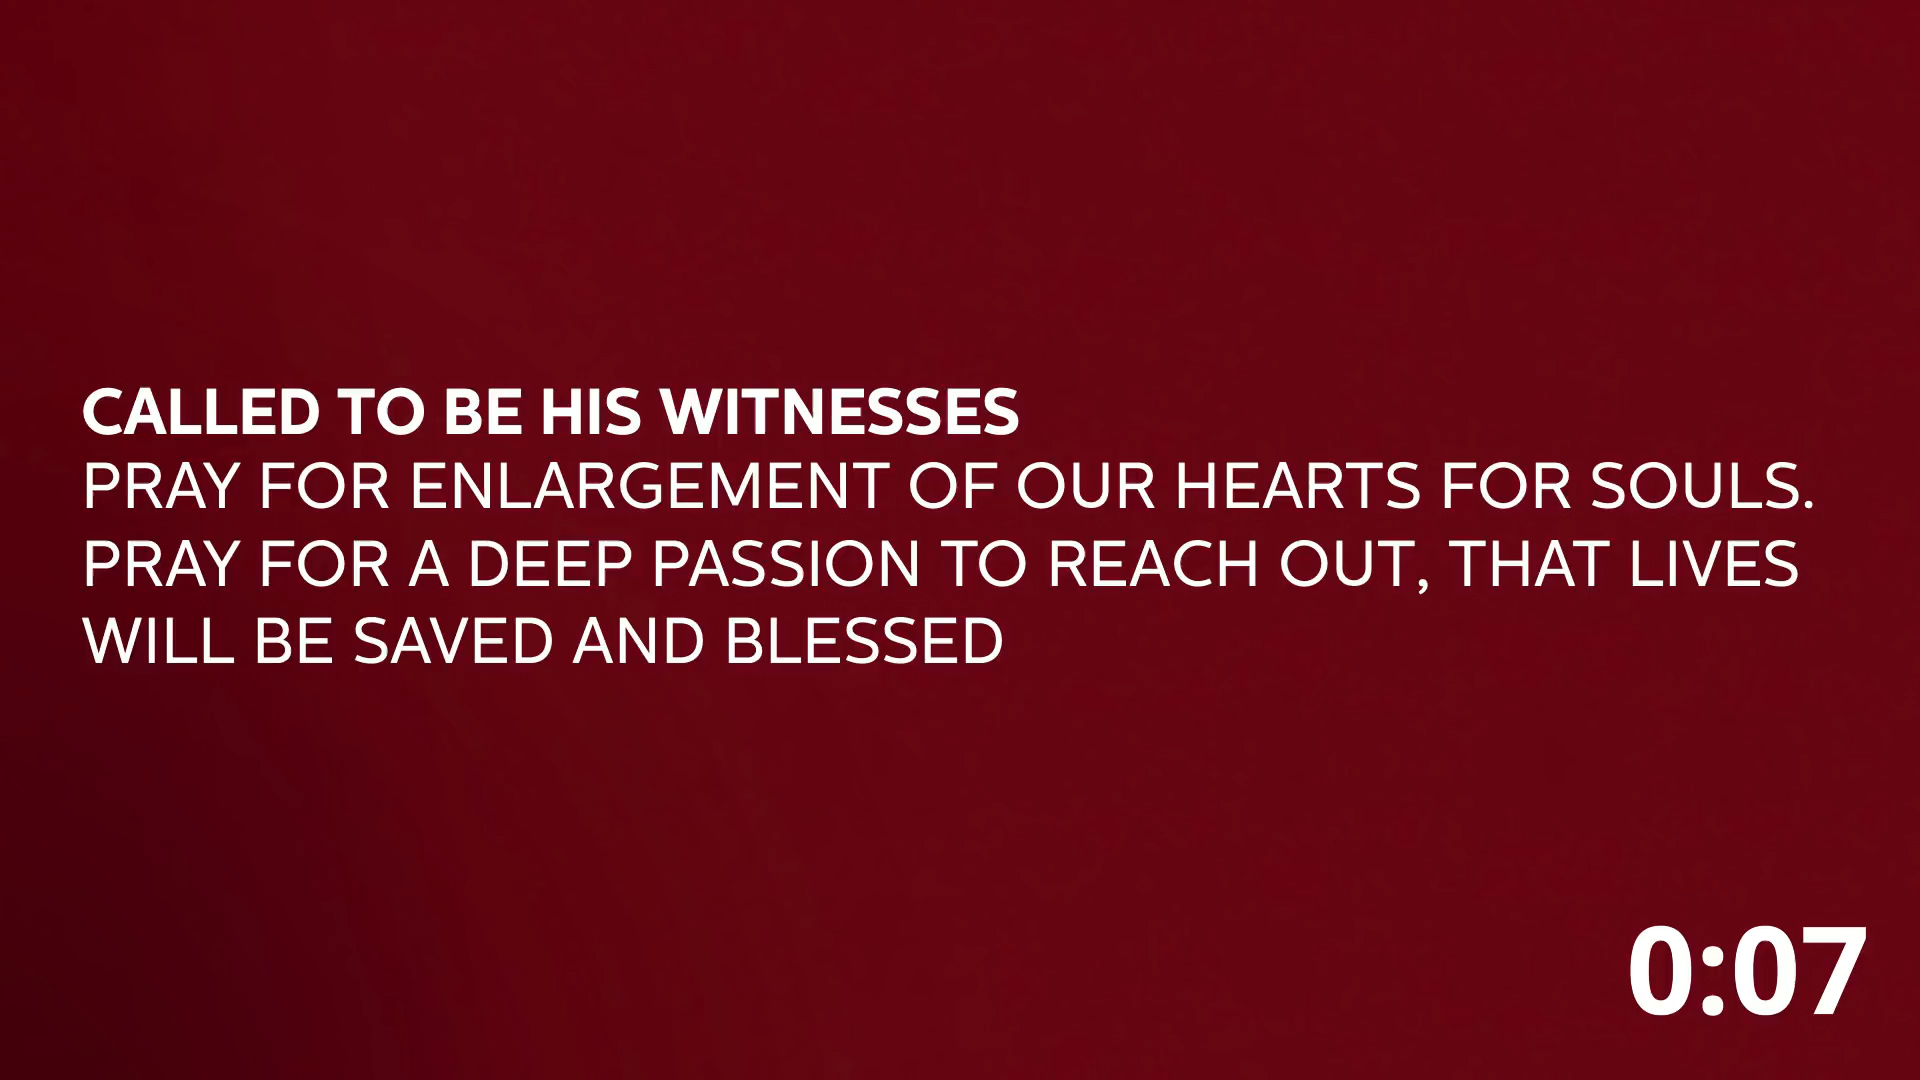 CALLED TO BE HIS WITNESSES
PRAY FOR ENLARGEMENT OF OUR HEARTS FOR SOULS.
PRAY FOR A DEEP PASSION TO REACH OUT, THAT LIVES
WILL BE SAVED AND BLESSED
0:07